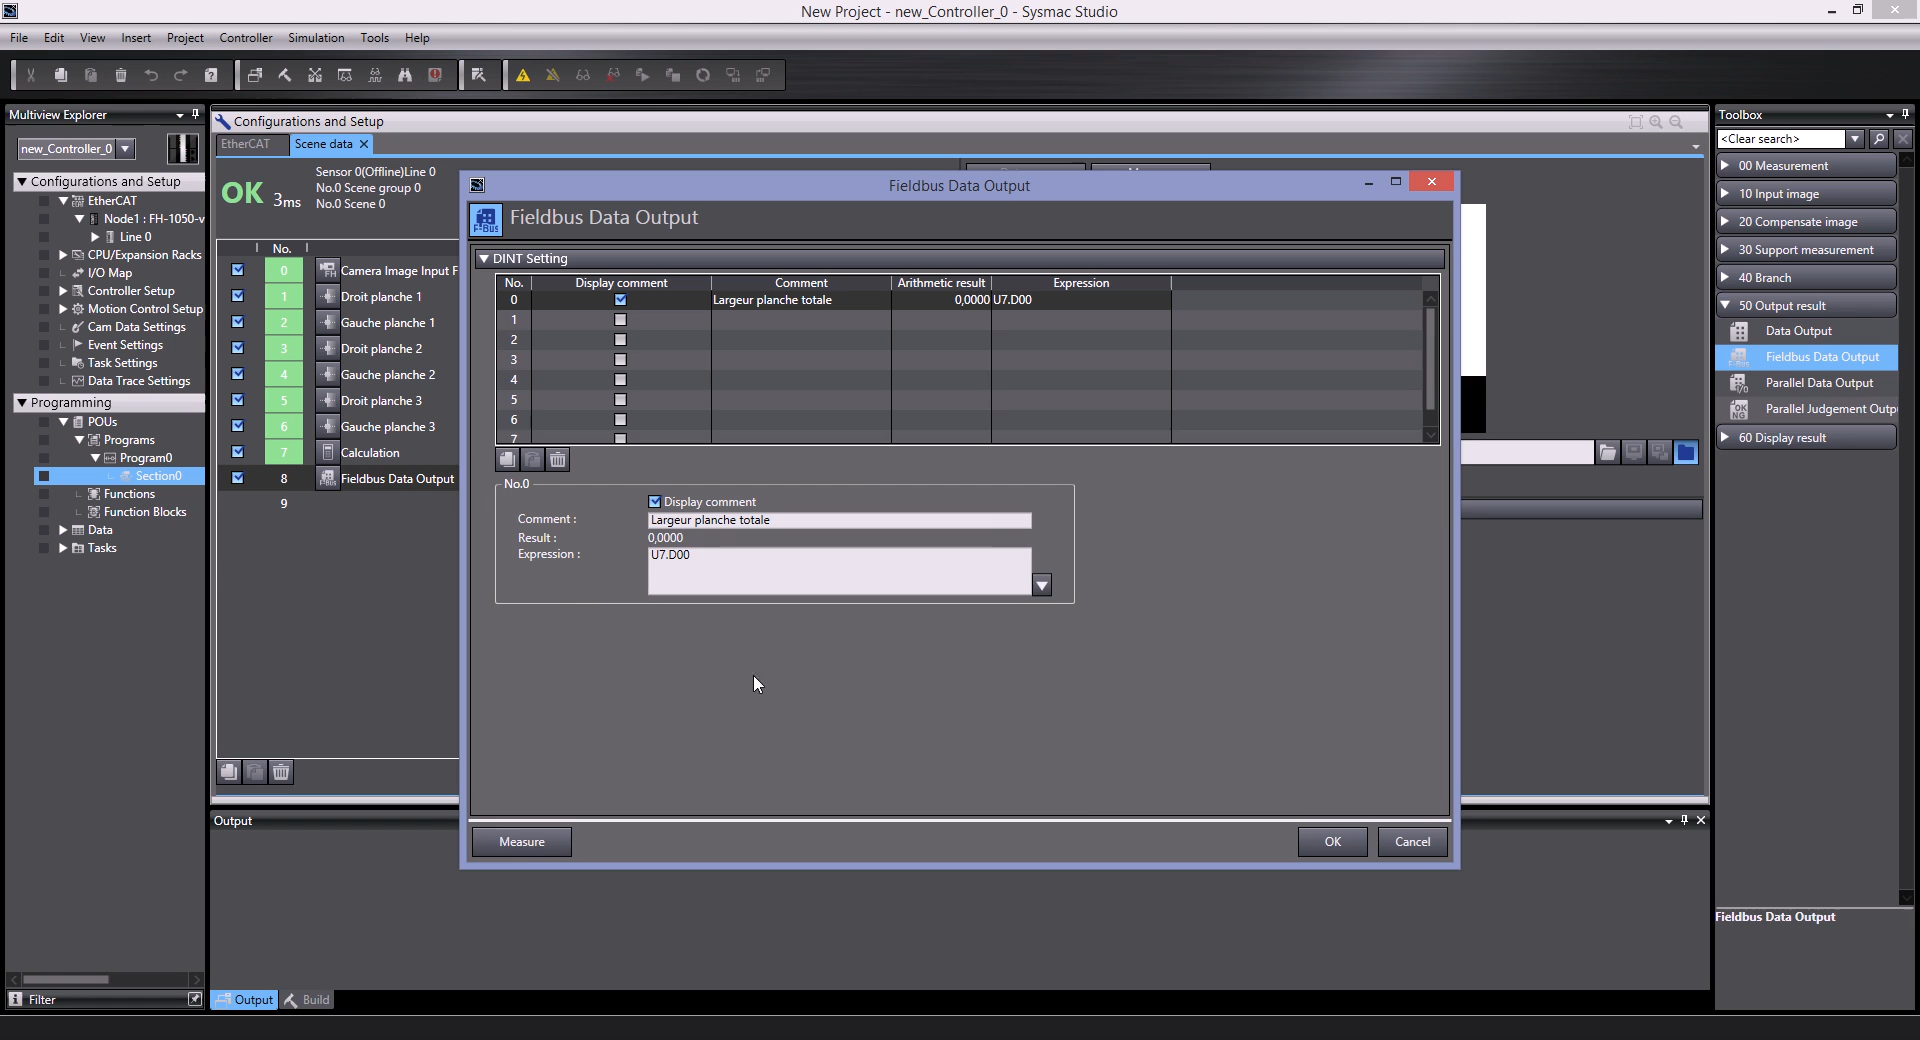 New Project - new_Controller_0 - Sysmac Studio
File Edit View Insert Project Controller Simulation Tools Help
Multiview Explorer
new_Controller_0
Configurations and Setup
EtherCAT
Node1 : FH-1050-v
Line 0
CPU/Expansion Racks
I/O Map
Controller Setup
Motion Control Setup
Cam Data Settings
Event Settings
Task Settings
Data Trace Settings
Programming
POUs
Programs
Program0
Section0
Functions
Function Blocks
Data
Tasks
Filter
Configurations and Setup
EtherCAT Scene data
OK 3ms
Sensor 0(Offline)Line 0
No.0 Scene group 0
No.0 Scene 0
No.
0 Camera Image Input F
1 Droit planche 1
2 Gauche planche 1
3 Droit planche 2
4 Gauche planche 2
5 Droit planche 3
6 Gauche planche 3
7 Calculation
8 Fieldbus Data Output
9
Fieldbus Data Output
F-Bus Fieldbus Data Output
DINT Setting
No. Display comment Comment Arithmetic result Expression
0 Largeur planche totale 0,0000 U7.D00
1
2
3
4
5
6
7
No.0
Display comment
Comment : Largeur planche totale
Result : 0,0000
Expression : U7.D00
Measure OK Cancel
Output
Output Build
Toolbox
<Clear search>
00 Measurement
10 Input image
20 Compensate image
30 Support measurement
40 Branch
50 Output result
Data Output
Fieldbus Data Output
Parallel Data Output
Parallel Judgement Outp
60 Display result
Fieldbus Data Output